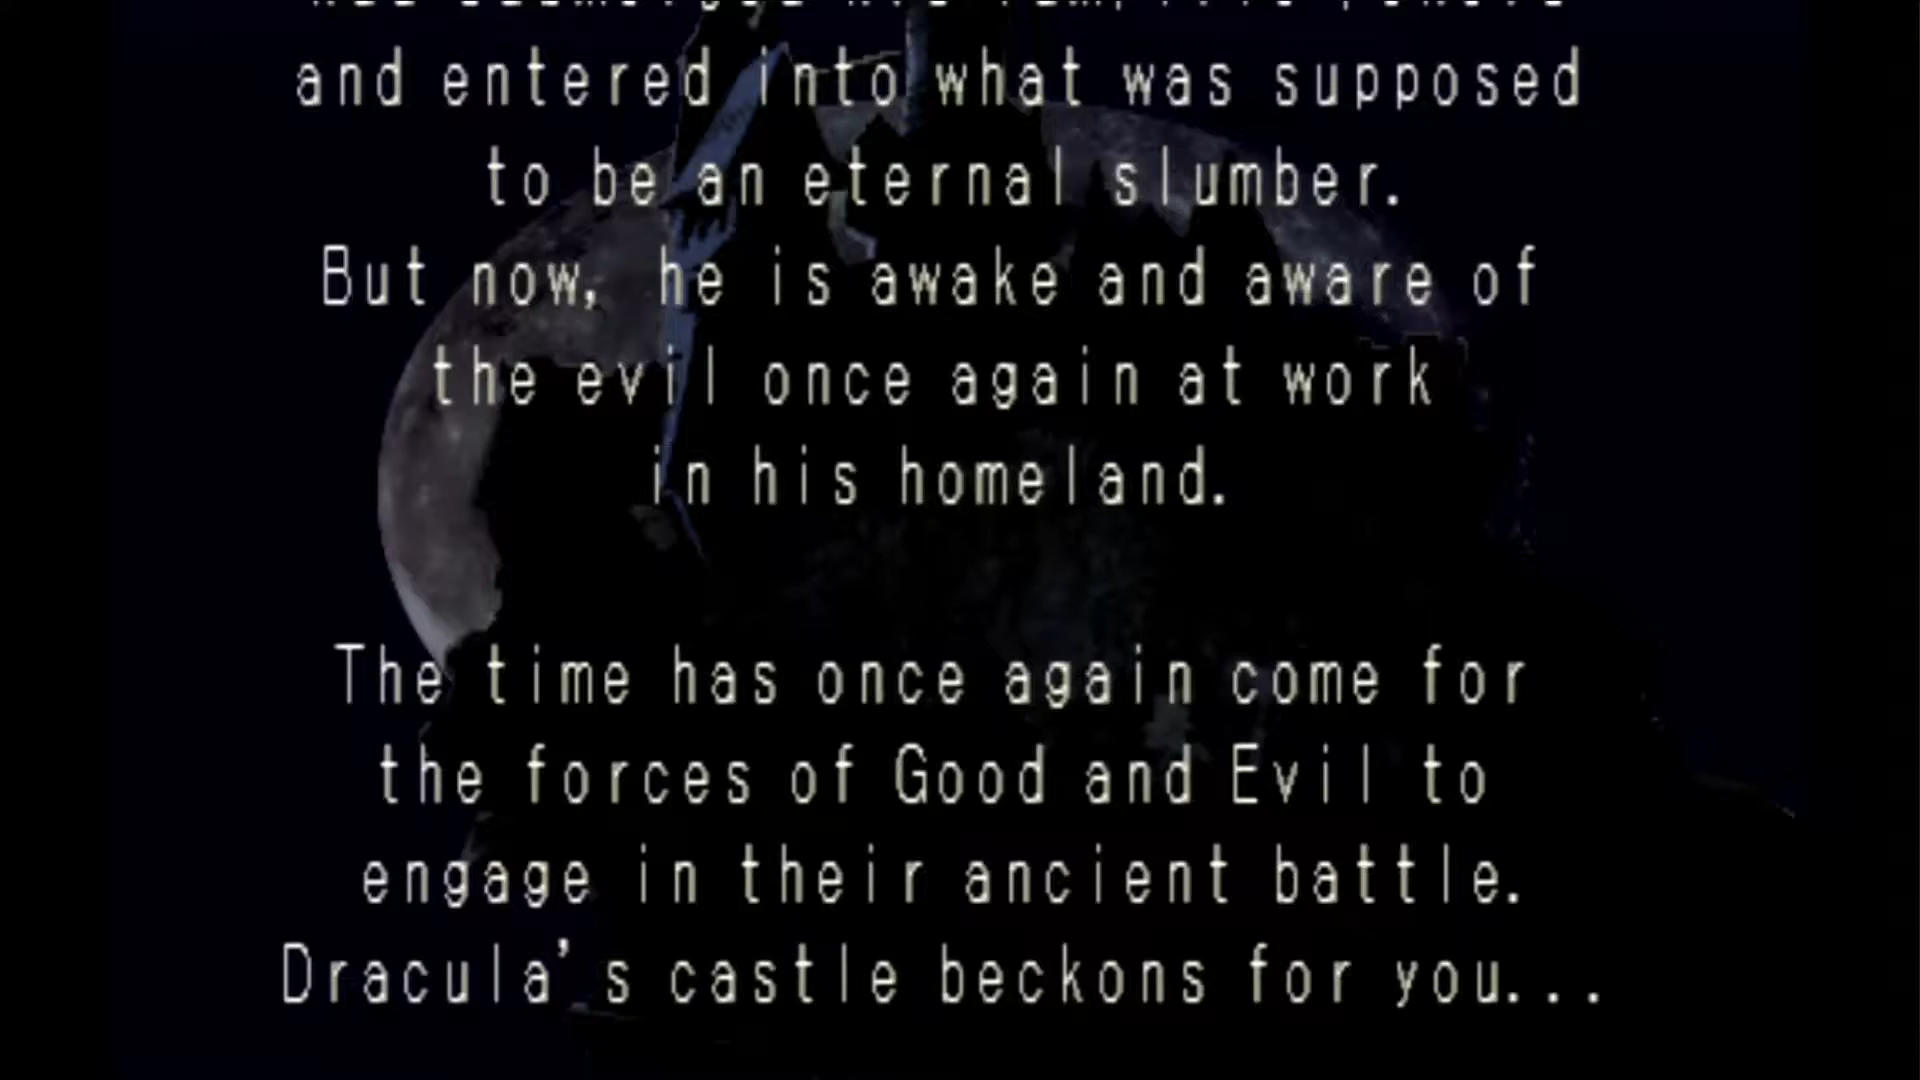 and entered into what was supposed
to be an eternal slumber.
But now, he is awake and aware of
the evil once again at work
in his homeland.
The time has once again come for
the forces of Good and Evil to
engage in their ancient battle.
Dracula's castle beckons for you...